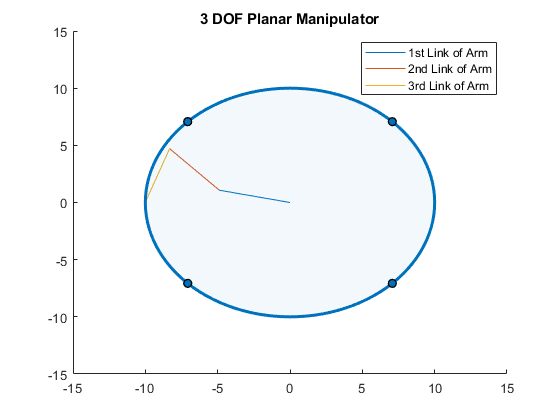 3 DOF Planar Manipulator
1st Link of Arm
2nd Link of Arm
3rd Link of Arm
15
10
5
0
-5
-10
-15
-15 -10 -5 0 5 10 15